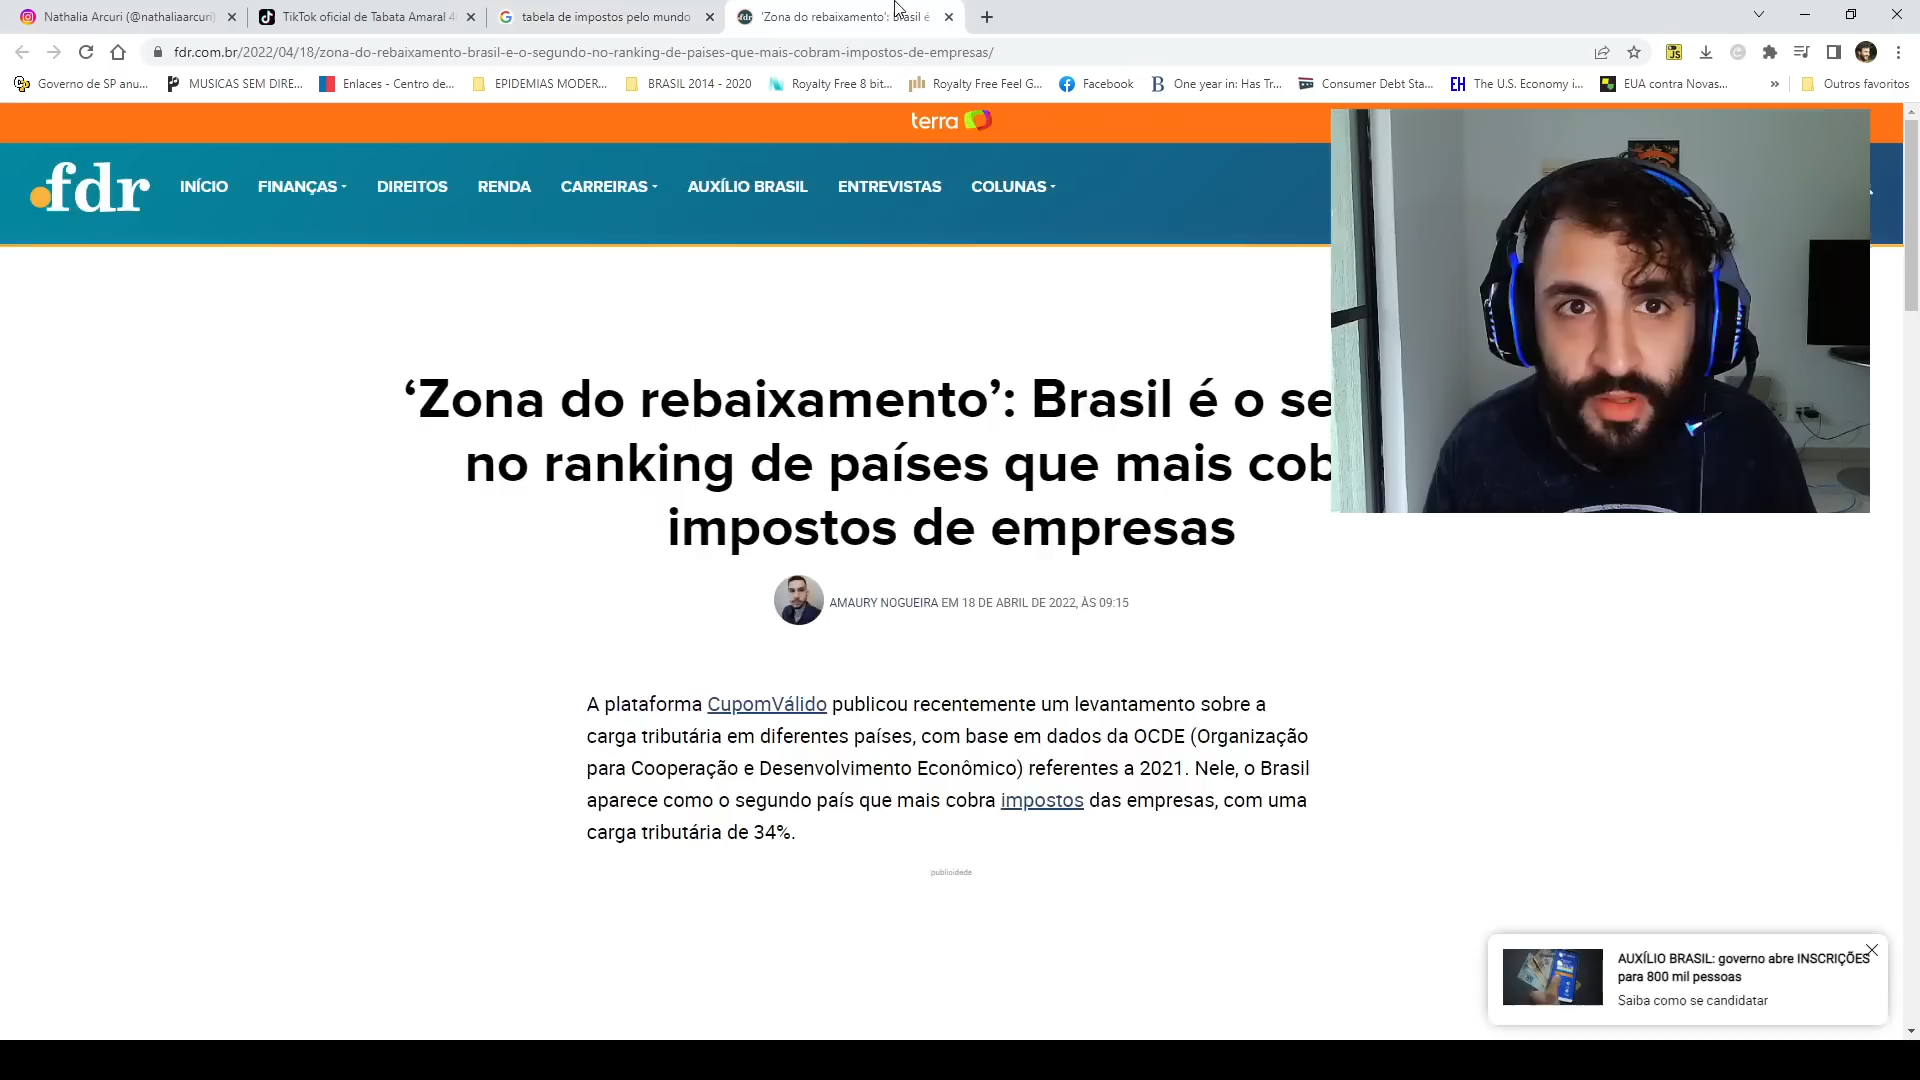 Nathalia Arcuri (@nathaliaarcuri)
TikTok oficial de Tabata Amaral 4
tabela de impostos pelo mundo
'Zona do rebaixamento': Brasil é
fdr.com.br/2022/04/18/zona-do-rebaixamento-brasil-e-o-segundo-no-ranking-de-paises-que-mais-cobram-impostos-de-empresas/
JS
Governo de SP anu...
MUSICAS SEM DIRE...
Enlaces - Centro de...
EPIDEMIAS MODER...
BRASIL 2014 - 2020
Royalty Free 8 bit...
Royalty Free Feel G...
Facebook
B
One year in: Has Tr...
Consumer Debt Sta...
EH
The U.S. Economy i...
EUA contra Novas...
»
Outros favoritos
terra
fdr
INÍCIO
FINANÇAS
DIREITOS
RENDA
CARREIRAS
AUXÍLIO BRASIL
ENTREVISTAS
COLUNAS
‘Zona do rebaixamento’: Brasil é o se
no ranking de países que mais cob
impostos de empresas
AMAURY NOGUEIRA EM 18 DE ABRIL DE 2022, ÀS 09:15
A plataforma CupomVálido publicou recentemente um levantamento sobre a
carga tributária em diferentes países, com base em dados da OCDE (Organização
para Cooperação e Desenvolvimento Econômico) referentes a 2021. Nele, o Brasil
aparece como o segundo país que mais cobra impostos das empresas, com uma
carga tributária de 34%.
publicidade
AUXÍLIO BRASIL: governo abre INSCRIÇÕES
para 800 mil pessoas
Saiba como se candidatar